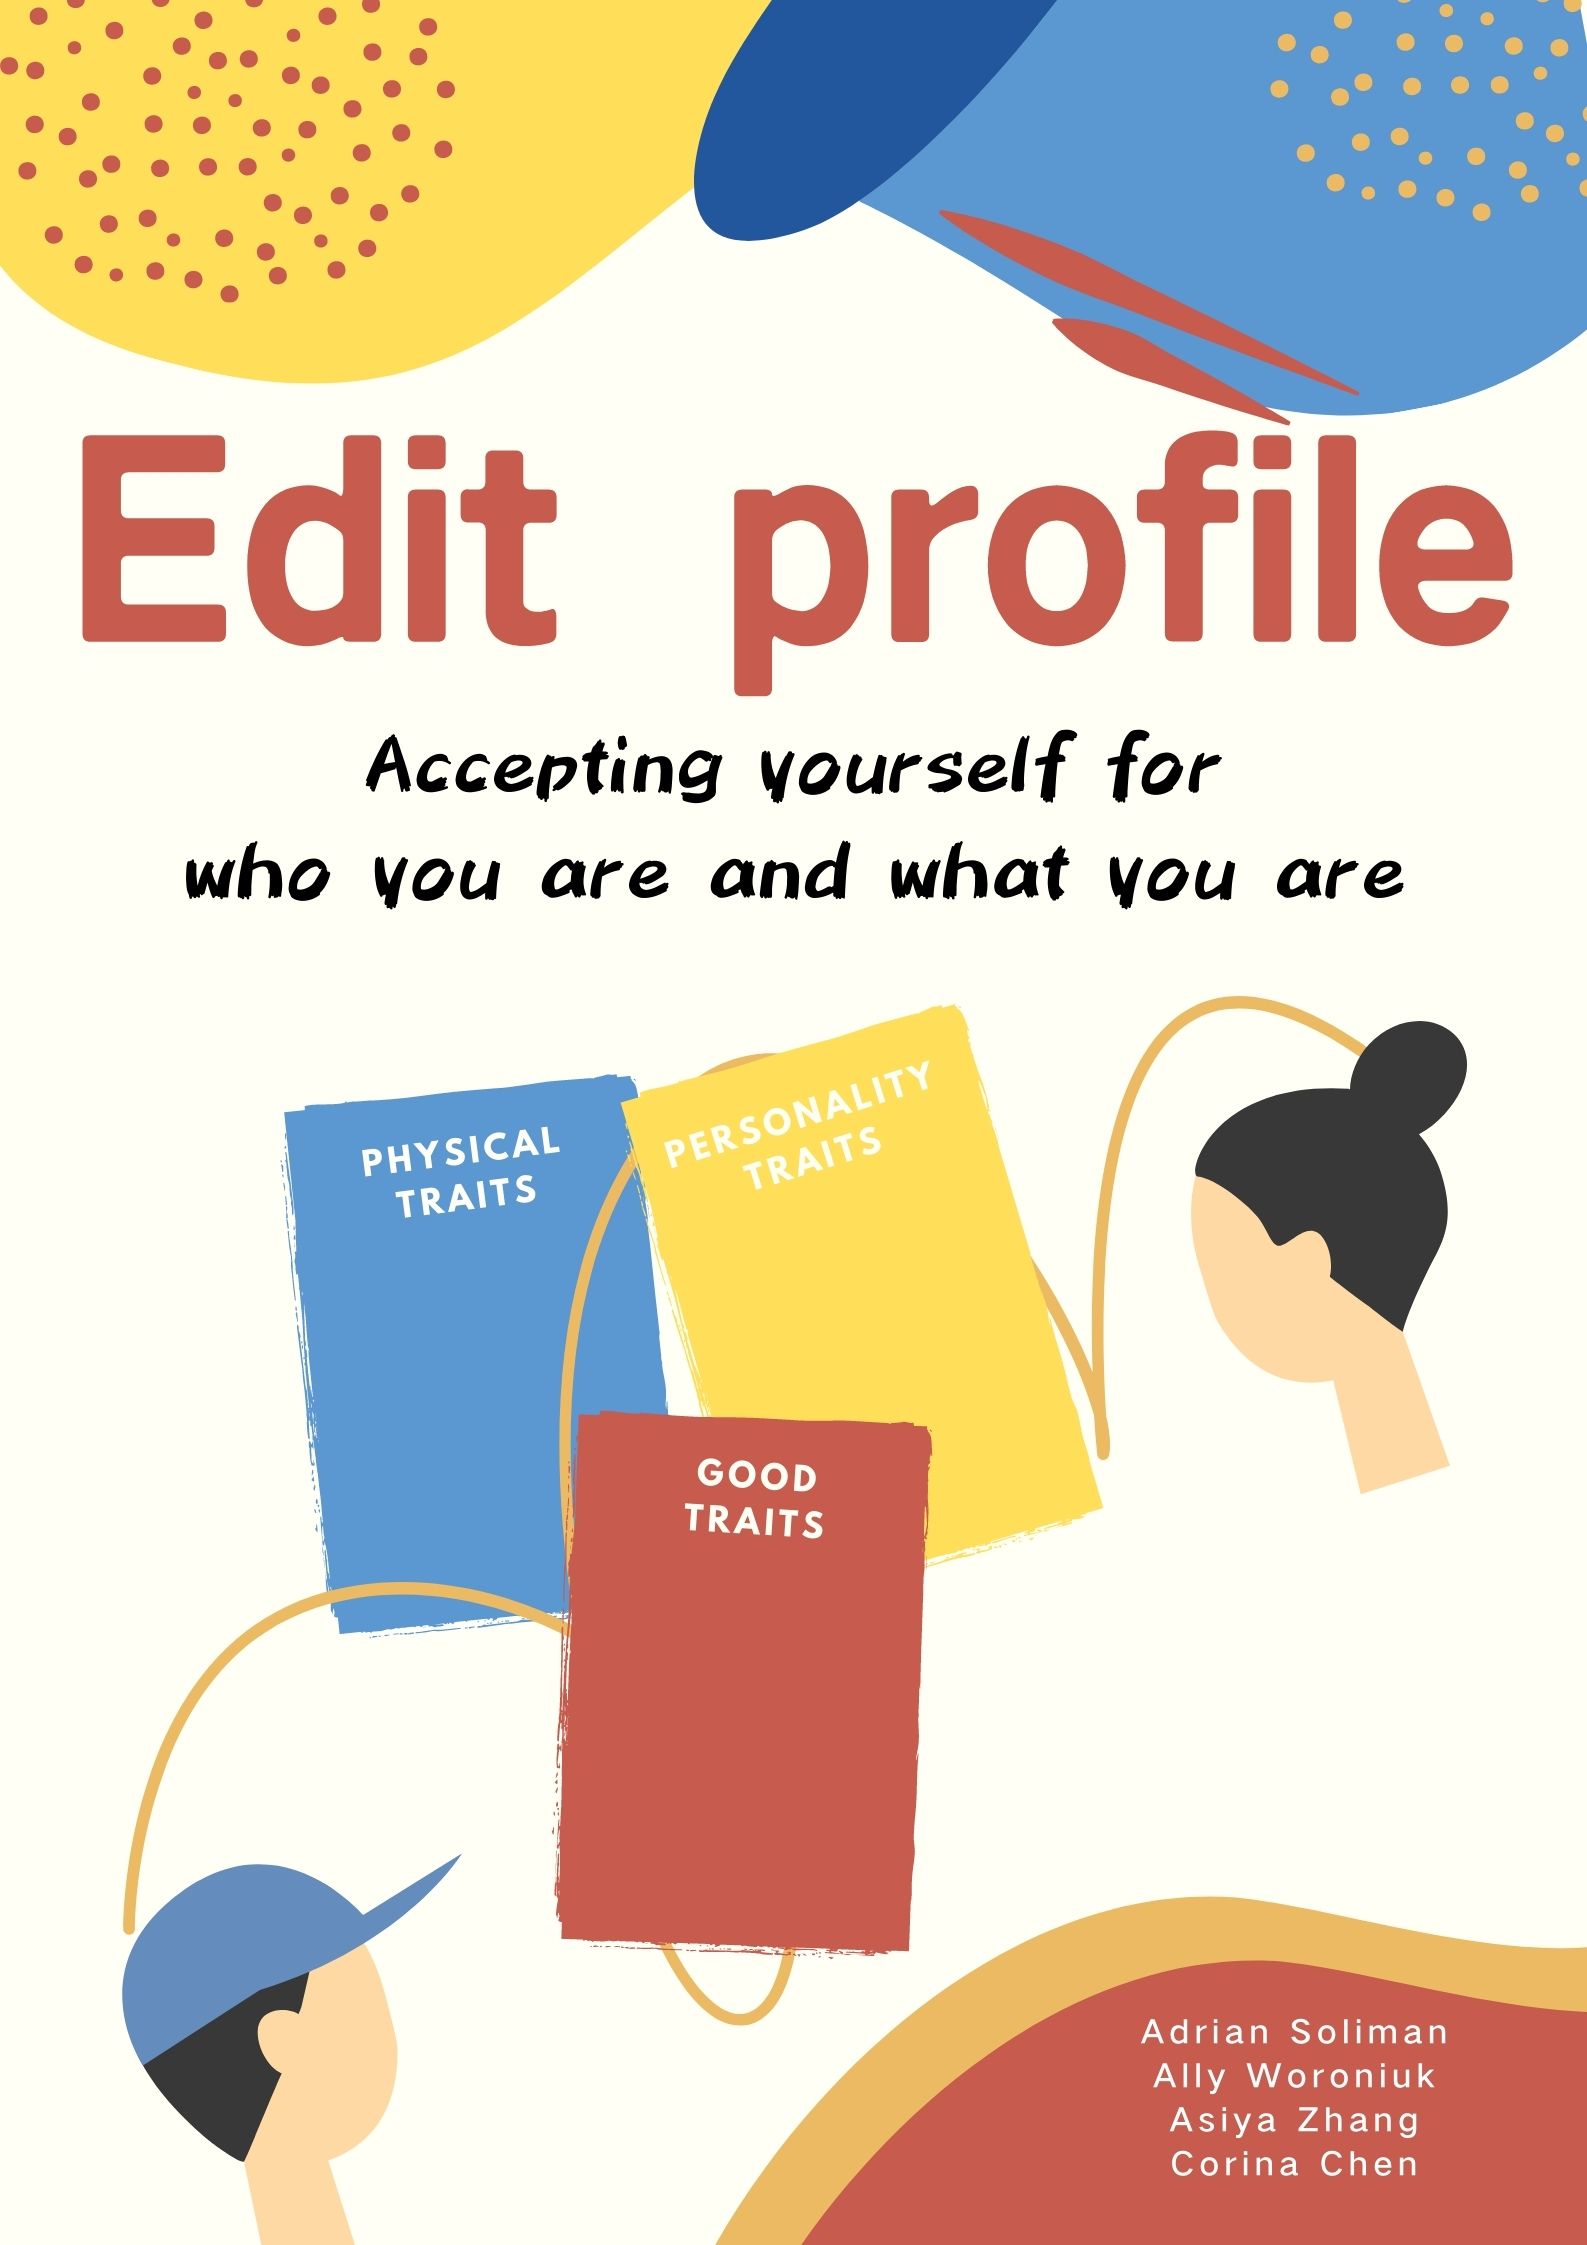 Edit profile
Accepting yourself for
who you are and what you are
PHYSICAL
TRAITS
PERSONALITY
TRAITS
GOOD
TRAITS
Adrian Soliman
Ally Woroniuk
Asiya Zhang
Corina Chen